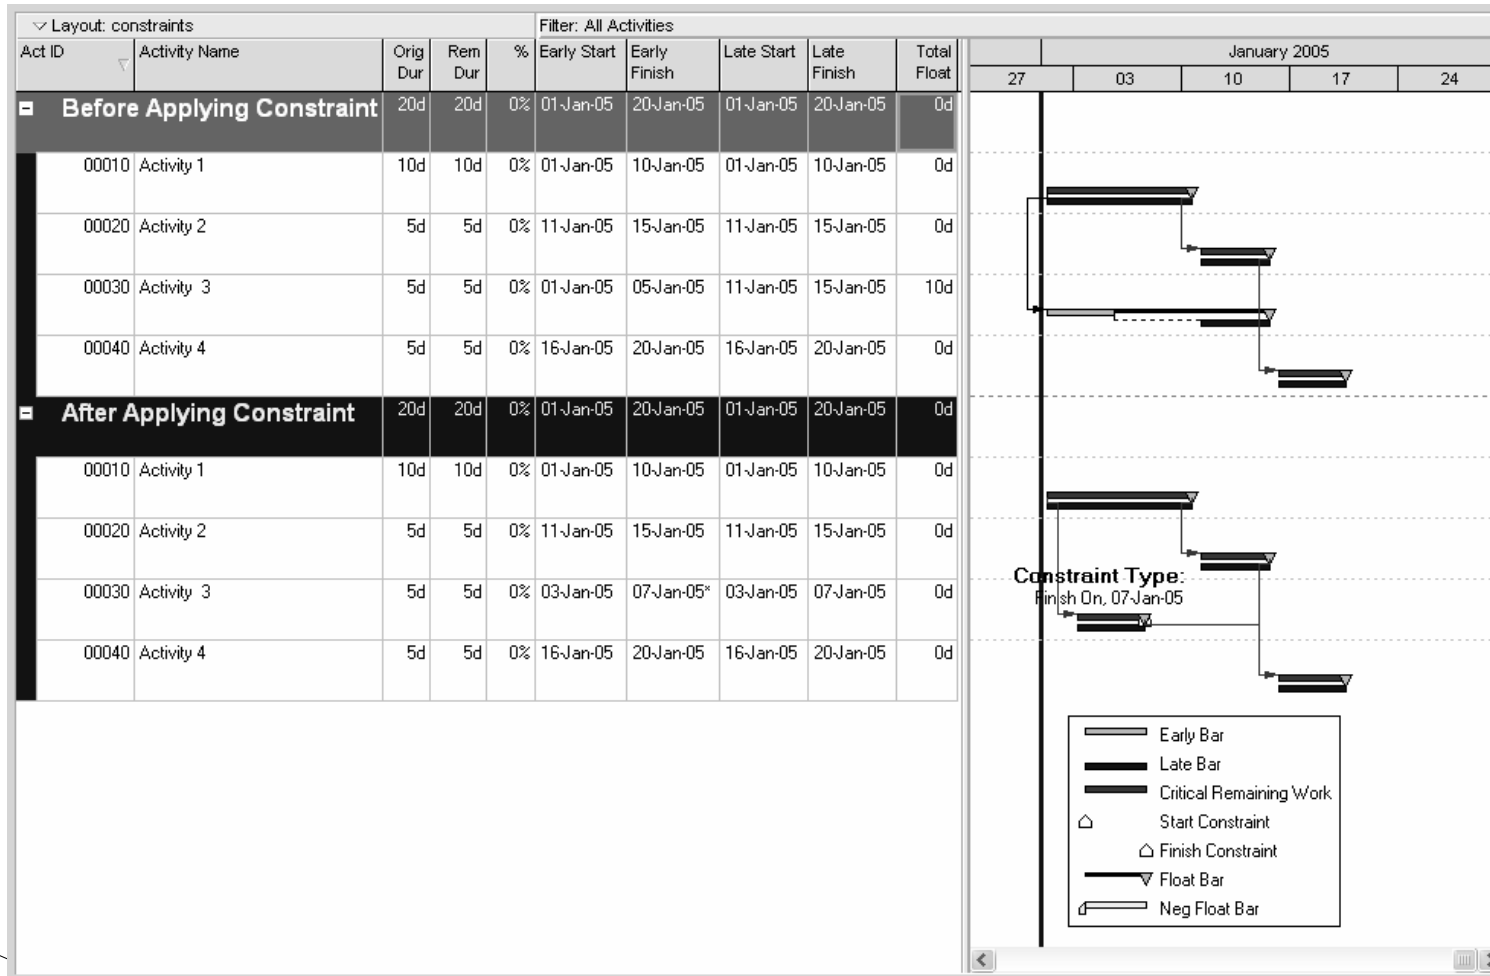 Layout: constraints Filter: All Activities
Act ID Activity Name Orig Dur Rem Dur % Early Start Early Finish Late Start Late Finish Total Float January 2005
27 03 10 17 24
Before Applying Constraint 20d 20d 0% 01-Jan-05 20-Jan-05 01-Jan-05 20-Jan-05 0d
00010 Activity 1 10d 10d 0% 01-Jan-05 10-Jan-05 01-Jan-05 10-Jan-05 0d
00020 Activity 2 5d 5d 0% 11-Jan-05 15-Jan-05 11-Jan-05 15-Jan-05 0d
00030 Activity 3 5d 5d 0% 01-Jan-05 05-Jan-05 11-Jan-05 15-Jan-05 10d
00040 Activity 4 5d 5d 0% 16-Jan-05 20-Jan-05 16-Jan-05 20-Jan-05 0d
After Applying Constraint 20d 20d 0% 01-Jan-05 20-Jan-05 01-Jan-05 20-Jan-05 0d
00010 Activity 1 10d 10d 0% 01-Jan-05 10-Jan-05 01-Jan-05 10-Jan-05 0d
00020 Activity 2 5d 5d 0% 11-Jan-05 15-Jan-05 11-Jan-05 15-Jan-05 0d
Constraint Type:
00030 Activity 3 5d 5d 0% 03-Jan-05 07-Jan-05* 03-Jan-05 07-Jan-05 0d
Finish On, 07-Jan-05
00040 Activity 4 5d 5d 0% 16-Jan-05 20-Jan-05 16-Jan-05 20-Jan-05 0d
Early Bar
Late Bar
Critical Remaining Work
Start Constraint
Finish Constraint
Float Bar
Neg Float Bar